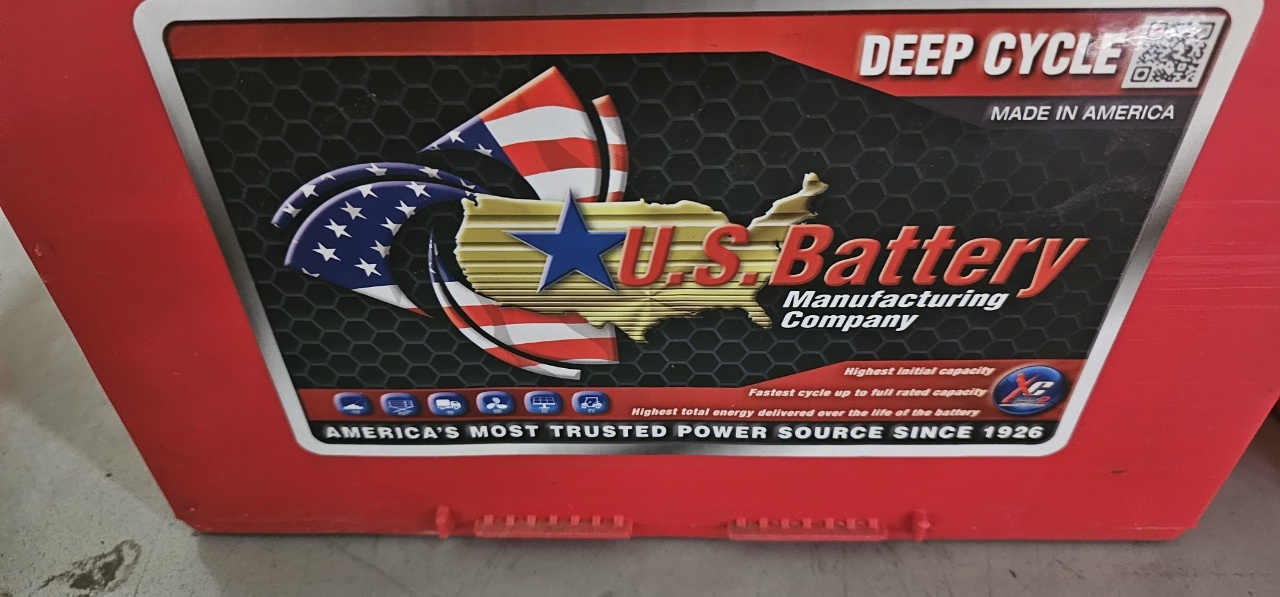 DEEP CYCLE
MADE IN AMERICA
U.S. Battery
Manufacturing
Company
Highest initial capacity
Fastest cycle up to full rated capacity
Highest total energy delivered over the life of the battery
XC
AMERICA'S MOST TRUSTED POWER SOURCE SINCE 1926